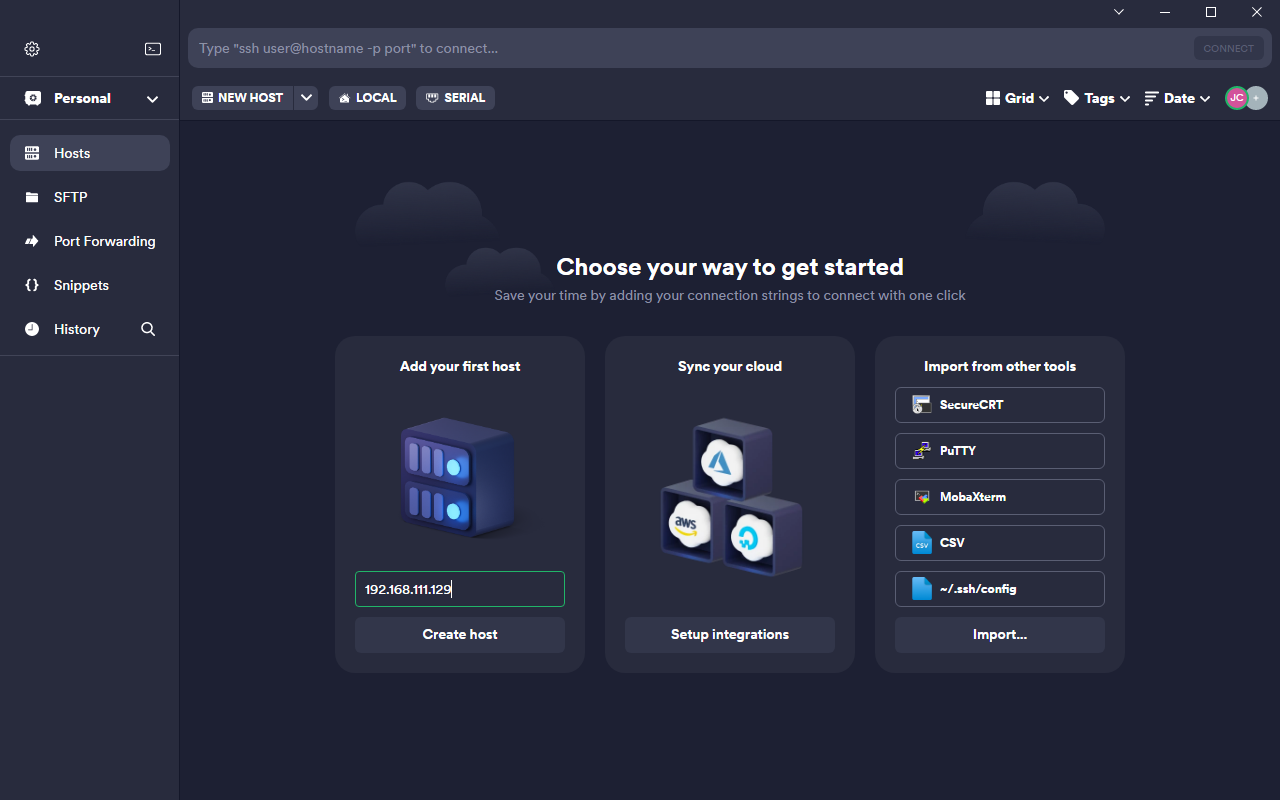 Type "ssh user@hostname -p port" to connect...
CONNECT
Personal
NEW HOST
LOCAL
SERIAL
Grid
Tags
Date
JC
+
Hosts
SFTP
Port Forwarding
Snippets
History
Choose your way to get started
Save your time by adding your connection strings to connect with one click
Add your first host
192.168.111.129
Create host
Sync your cloud
aws
Setup integrations
Import from other tools
SecureCRT
PuTTY
MobaXterm
CSV
CSV
~/.ssh/config
Import...